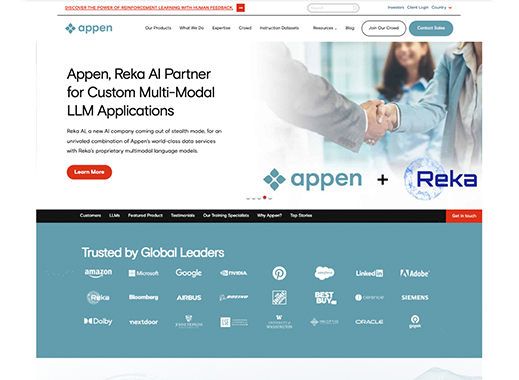 DISCOVER THE POWER OF REINFORCEMENT LEARNING WITH HUMAN FEEDBACK.
Search
Investors Client Login Country
appen
Our Products What We Do Expertise Crowd Instruction Datasets Resources Blog
Join Our Crowd
Contact Sales
Appen, Reka AI Partner
for Custom Multi-Modal
LLM Applications
Reka AI, a new AI company coming out of stealth mode, for an
unrivaled combination of Appen's world-class data services
with Reka's proprietary multimodal language models.
Learn More
appen + Reka
Customers LLMs Featured Product Testimonials Our Training Specialists Why Appen? Top Stories
Get in touch
Trusted by Global Leaders
amazon Microsoft Google NVIDIA salesforce LinkedIn Adobe
Reka Bloomberg AIRBUS BOEING BEST BUY cerence SIEMENS
Dolby nextdoor JOHNS HOPKINS UNIVERSITY of WASHINGTON ORACLE gojek